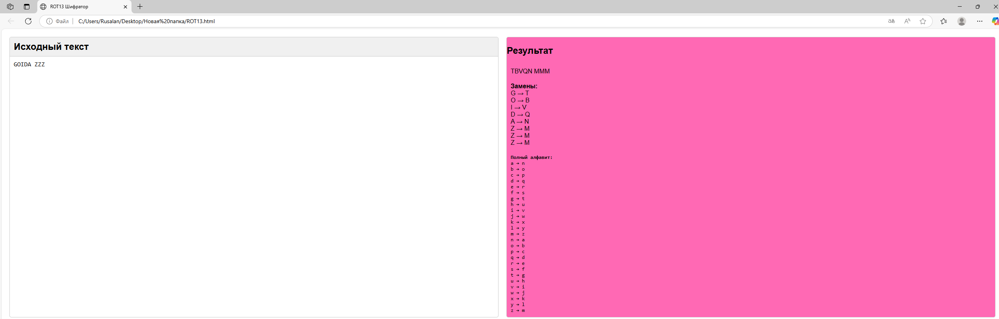 ROT13 Шифратор
Файл
C:/Users/Rusalan/Desktop/Новая%20папка/ROT13.html
Исходный текст
GOIDA ZZZ
Результат
TBVQN MMM
Замены:
G → T
O → B
I → V
D → Q
A → N
Z → M
Z → M
Z → M
Полный алфавит:
a → n
b → o
c → p
d → q
e → r
f → s
g → t
h → u
i → v
j → w
k → x
l → y
m → z
n → a
o → b
p → c
q → d
r → e
s → f
t → g
u → h
v → i
w → j
x → k
y → l
z → m